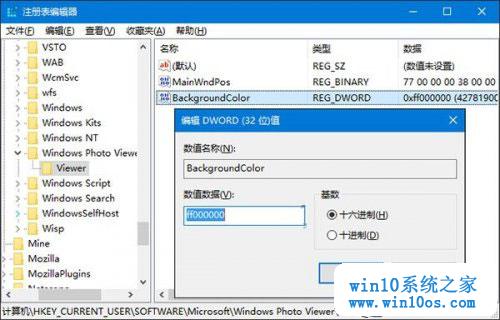 注册表编辑器
文件(F) 编辑(E) 查看(V) 收藏夹(A) 帮助(H)
VSTO
WAB
WcmSvc
wfs
Windows
Windows Kits
Windows NT
Windows Photo Viewe
Viewer
Windows Script
Windows Search
WindowsSelfHost
Wisp
Mine
Mozilla
MozillaPlugins
名称 类型 数据
(默认) REG_SZ (数值未设置)
MainWndPos REG_BINARY 77 00 00 00 38 00 00
BackgroundColor REG_DWORD 0xff000000 (42781900
编辑 DWORD (32 位)值
数值名称(N):
BackgroundColor
数值数据(V):
ff000000
基数
十六进制(H)
十进制(D)
计算机\HKEY_CURRENT_USER\SOFTWARE\Microsoft\Windows Photo Viewer
win10系统之家
www.win10os.com